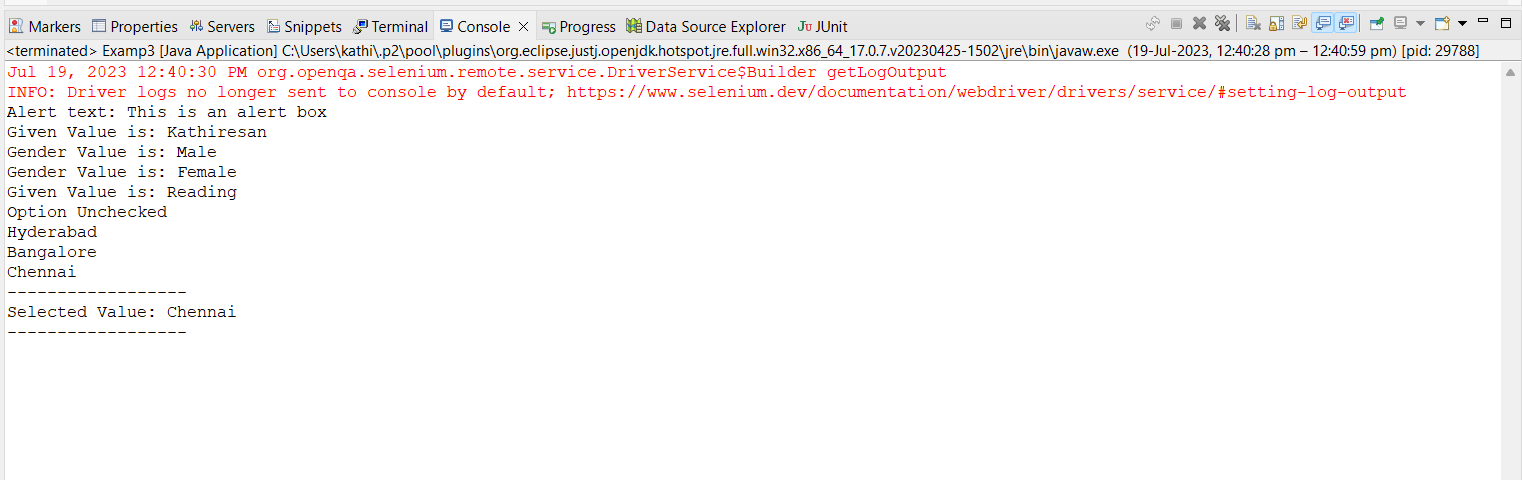 Markers Properties Servers Snippets Terminal Console Progress Data Source Explorer Ju JUnit
<terminated> Examp3 [Java Application] C:\Users\kathi\.p2\pool\plugins\org.eclipse.justj.openjdk.hotspot.jre.full.win32.x86_64_17.0.7.v20230425-1502\jre\bin\javaw.exe (19-Jul-2023, 12:40:28 pm – 12:40:59 pm) [pid: 29788]
Jul 19, 2023 12:40:30 PM org.openqa.selenium.remote.service.DriverService$Builder getLogOutput
INFO: Driver logs no longer sent to console by default; https://www.selenium.dev/documentation/webdriver/drivers/service/#setting-log-output
Alert text: This is an alert box
Given Value is: Kathiresan
Gender Value is: Male
Gender Value is: Female
Given Value is: Reading
Option Unchecked
Hyderabad
Bangalore
Chennai
------------------
Selected Value: Chennai
------------------